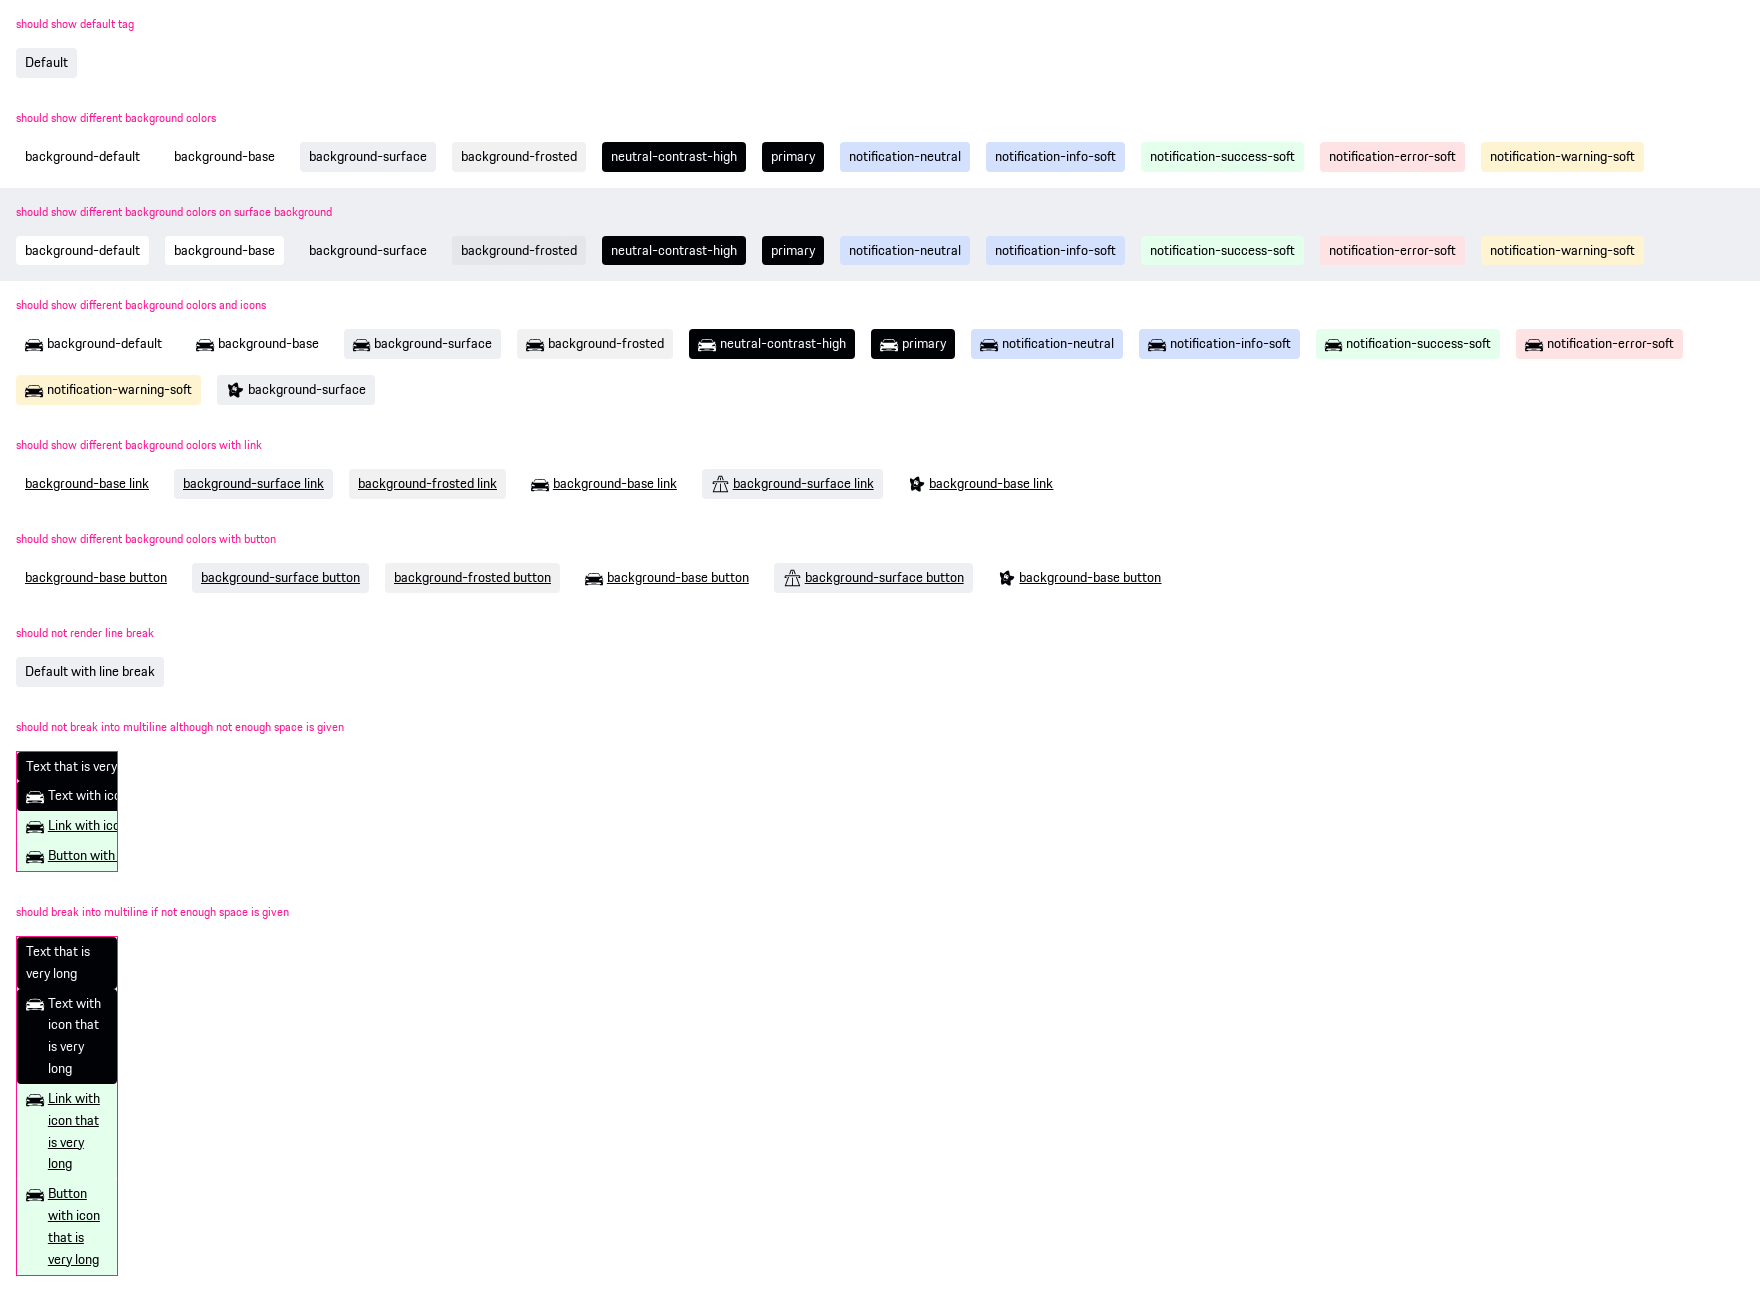 should show default tag
Default
should show different background colors
background-default background-base background-surface background-frosted neutral-contrast-high primary notification-neutral notification-info-soft notification-success-soft notification-error-soft notification-warning-soft
should show different background colors on surface background
background-default background-base background-surface background-frosted neutral-contrast-high primary notification-neutral notification-info-soft notification-success-soft notification-error-soft notification-warning-soft
should show different background colors and icons
background-default background-base background-surface background-frosted neutral-contrast-high primary notification-neutral notification-info-soft notification-success-soft notification-error-soft
notification-warning-soft background-surface
should show different background colors with link
background-base link background-surface link background-frosted link background-base link background-surface link background-base link
should show different background colors with button
background-base button background-surface button background-frosted button background-base button background-surface button background-base button
should not render line break
Default with line break
should not break into multiline although not enough space is given
Text that is very
Text with ico
Link with ico
Button with
should break into multiline if not enough space is given
Text that is
very long
Text with
icon that
is very
long
Link with
icon that
is very
long
Button
with icon
that is
very long